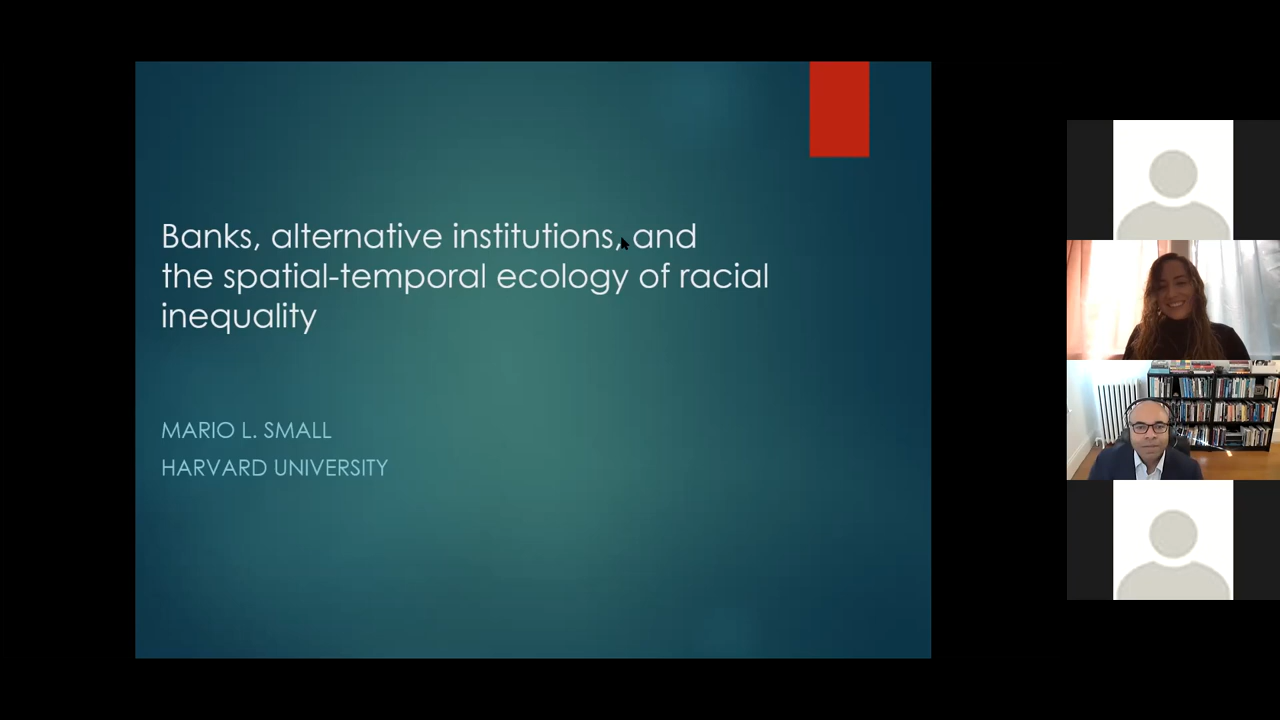 Banks, alternative institutions, and
the spatial-temporal ecology of racial
inequality
MARIO L. SMALL
HARVARD UNIVERSITY